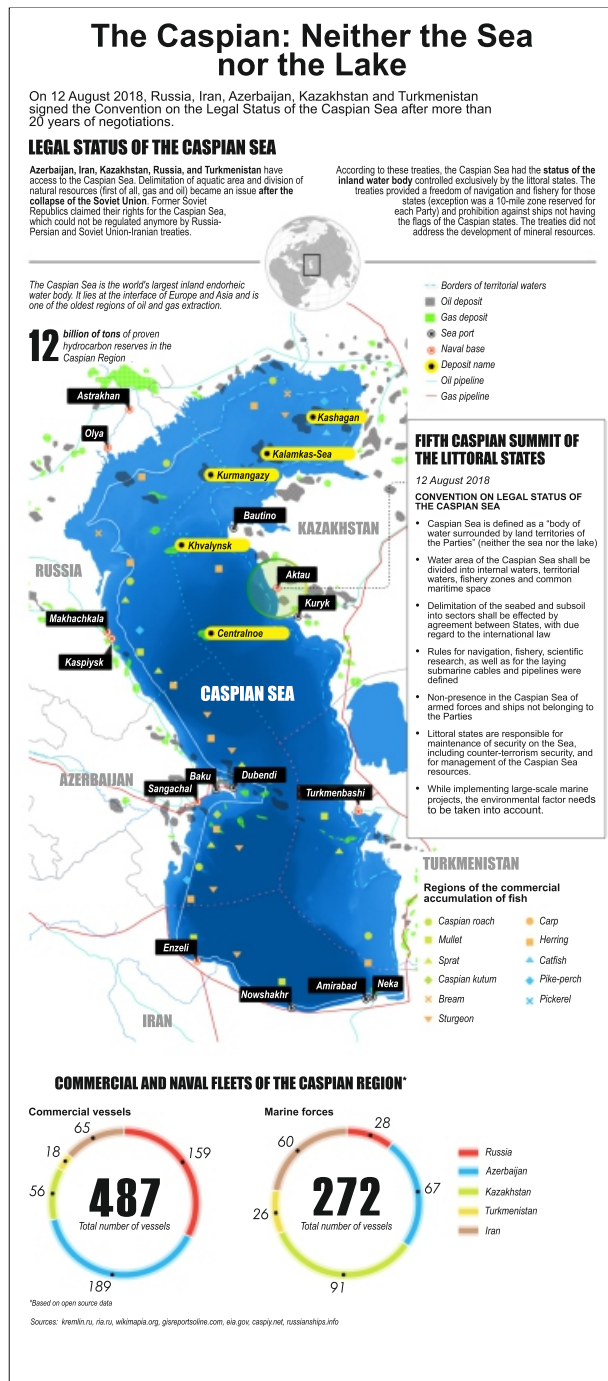 The Caspian: Neither the Sea
nor the Lake
On 12 August 2018, Russia, Iran, Azerbaijan, Kazakhstan and Turkmenistan
signed the Convention on the Legal Status of the Caspian Sea after more than
20 years of negotiations.
LEGAL STATUS OF THE CASPIAN SEA
Azerbaijan, Iran, Kazakhstan, Russia, and Turkmenistan have
access to the Caspian Sea. Delimitation of aquatic area and division of
natural resources (first of all, gas and oil) became an issue after the
collapse of the Soviet Union. Former Soviet
Republics claimed their rights for the Caspian Sea,
which could not be regulated anymore by Russia-
Persian and Soviet Union-Iranian treaties.
According to these treaties, the Caspian Sea had the status of the
inland water body controlled exclusively by the littoral states. The
treaties provided a freedom of navigation and fishery for those
states (exception was a 10-mile zone reserved for
each Party) and prohibition against ships not having
the flags of the Caspian states. The treaties did not
address the development of mineral resources.
The Caspian Sea is the world's largest inland endorheic
water body. It lies at the interface of Europe and Asia and is
one of the oldest regions of oil and gas extraction.
12
billion of tons of proven
hydrocarbon reserves in the
Caspian Region
Borders of territorial waters
Oil deposit
Gas deposit
Sea port
Naval base
Deposit name
Oil pipeline
Gas pipeline
Astrakhan
Olya
Kashagan
Kalamkas-Sea
Kurmangazy
Bautino
KAZAKHSTAN
Khvalynsk
RUSSIA
Aktau
Kuryk
Makhachkala
Centralnoe
Kaspiysk
CASPIAN SEA
AZERBAIJAN
Baku
Dubendi
Sangachal
Turkmenbashi
TURKMENISTAN
Enzeli
Nowshakhr
Amirabad
Neka
IRAN
FIFTH CASPIAN SUMMIT OF
THE LITTORAL STATES
12 August 2018
CONVENTION ON LEGAL STATUS OF
THE CASPIAN SEA
• Caspian Sea is defined as a "body of
water surrounded by land territories of
the Parties" (neither the sea nor the lake)
• Water area of the Caspian Sea shall be
divided into internal waters, territorial
waters, fishery zones and common
maritime space
• Delimitation of the seabed and subsoil
into sectors shall be effected by
agreement between States, with due
regard to the international law
• Rules for navigation, fishery, scientific
research, as well as for the laying
submarine cables and pipelines were
defined
• Non-presence in the Caspian Sea of
armed forces and ships not belonging to
the Parties
• Littoral states are responsible for
maintenance of security on the Sea,
including counter-terrorism security, and
for management of the Caspian Sea
resources.
• While implementing large-scale marine
projects, the environmental factor needs
to be taken into account.
Regions of the commercial
accumulation of fish
Caspian roach
Mullet
Sprat
Caspian kutum
Bream
Sturgeon
Carp
Herring
Catfish
Pike-perch
Pickerel
COMMERCIAL AND NAVAL FLEETS OF THE CASPIAN REGION*
Commercial vessels
65
18
56
159
189
487
Total number of vessels
Marine forces
28
60
67
26
91
272
Total number of vessels
Russia
Azerbaijan
Kazakhstan
Turkmenistan
Iran
*Based on open source data
Sources: kremlin.ru, ria.ru, wikimapia.org, gisreportsoline.com, eia.gov, caspiy.net, russianships.info